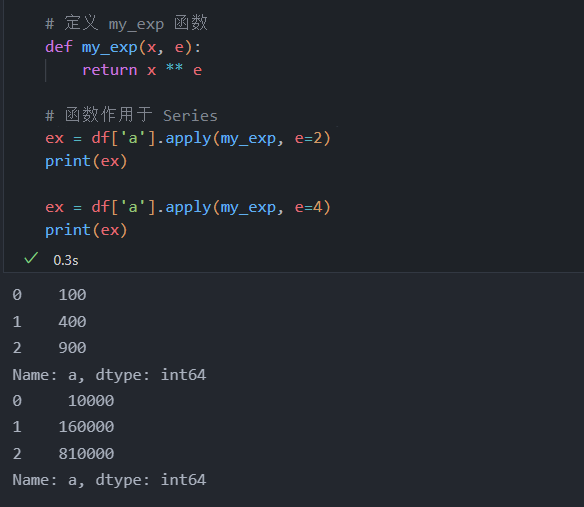 # 定义 my_exp 函数
def my_exp(x, e):
    return x ** e
# 函数作用于 Series
ex = df['a'].apply(my_exp, e=2)
print(ex)
ex = df['a'].apply(my_exp, e=4)
print(ex)
0.3s
0    100
1    400
2    900
Name: a, dtype: int64
0     10000
1    160000
2    810000
Name: a, dtype: int64